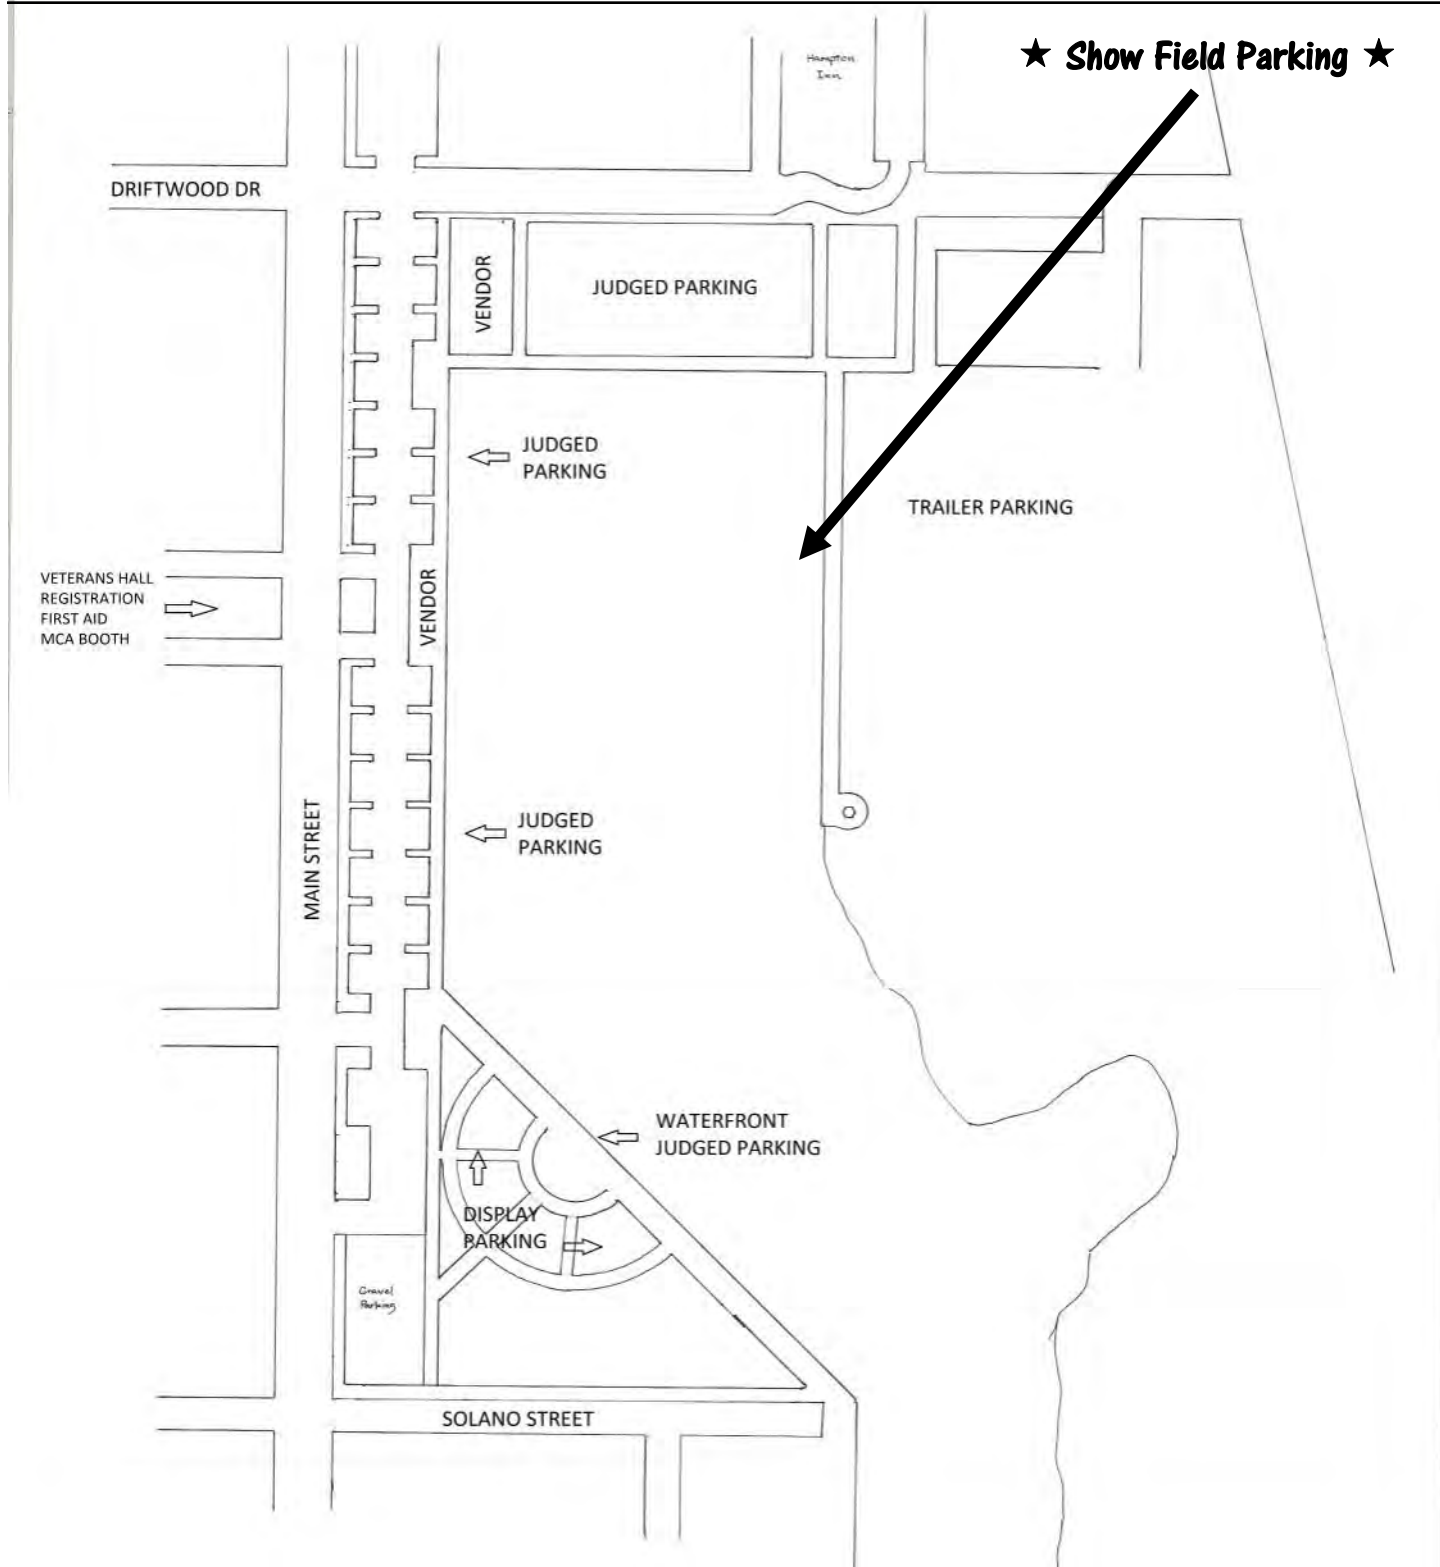 ★ Show Field Parking ★
Hampton
Inn
DRIFTWOOD DR
VENDOR
JUDGED PARKING
JUDGED
PARKING
TRAILER PARKING
VETERANS HALL
REGISTRATION
FIRST AID
MCA BOOTH
VENDOR
MAIN STREET
JUDGED
PARKING
WATERFRONT
JUDGED PARKING
DISPLAY
PARKING
Gravel
Parking
SOLANO STREET